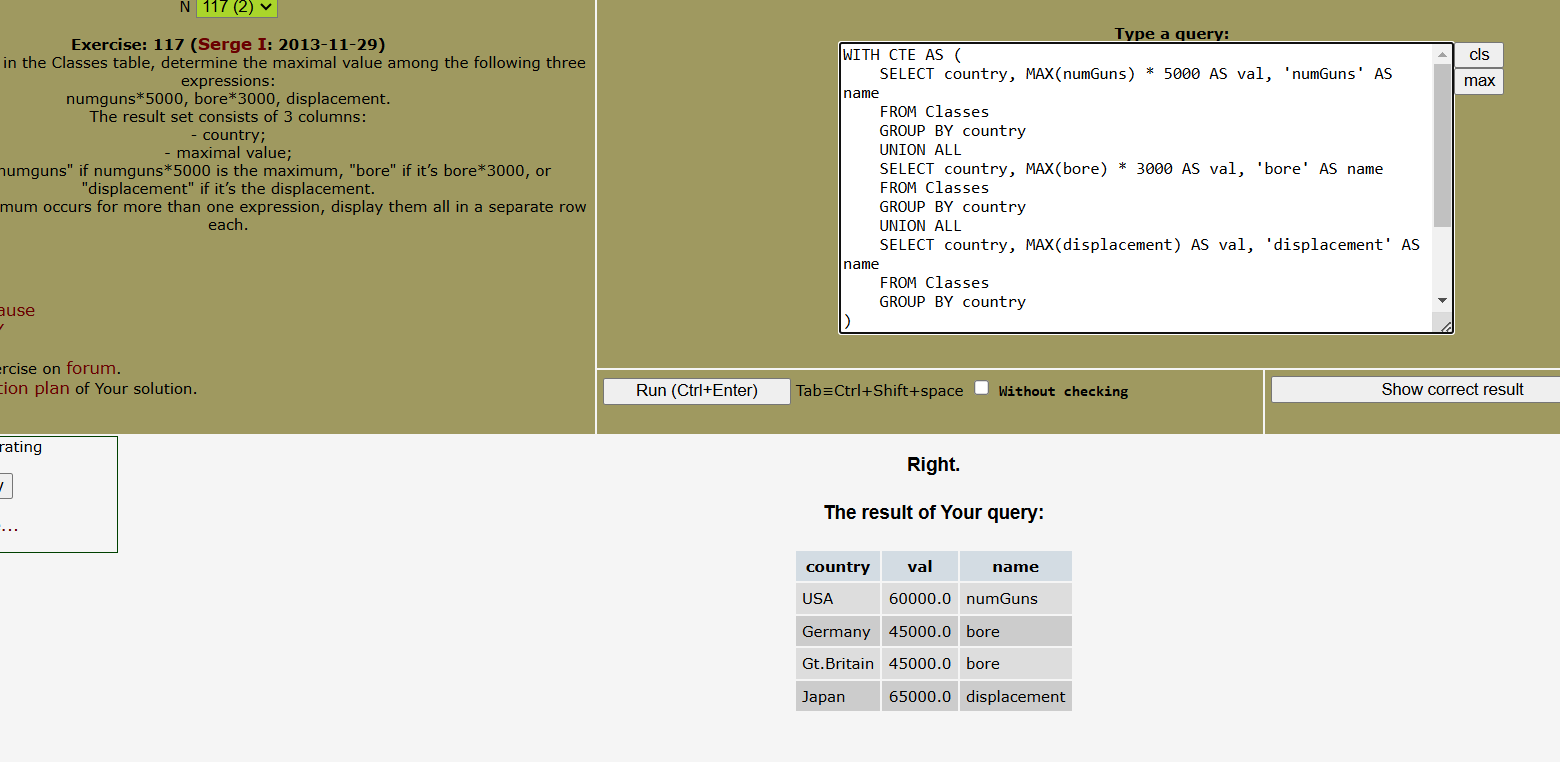 N 117 (2)
Exercise: 117 (Serge I: 2013-11-29)
in the Classes table, determine the maximal value among the following three
expressions:
numguns*5000, bore*3000, displacement.
The result set consists of 3 columns:
- country;
- maximal value;
numguns" if numguns*5000 is the maximum, "bore" if it’s bore*3000, or
"displacement" if it’s the displacement.
mum occurs for more than one expression, display them all in a separate row
each.
ause
Y
ercise on forum.
tion plan of Your solution.
Type a query:
WITH CTE AS (
SELECT country, MAX(numGuns) * 5000 AS val, 'numGuns' AS
name
FROM Classes
GROUP BY country
UNION ALL
SELECT country, MAX(bore) * 3000 AS val, 'bore' AS name
FROM Classes
GROUP BY country
UNION ALL
SELECT country, MAX(displacement) AS val, 'displacement' AS
name
FROM Classes
GROUP BY country
)
cls
max
Run (Ctrl+Enter) Tab≡Ctrl+Shift+space Without checking
Show correct result
rating
y
...
Right.
The result of Your query:
country val name
USA 60000.0 numGuns
Germany 45000.0 bore
Gt.Britain 45000.0 bore
Japan 65000.0 displacement